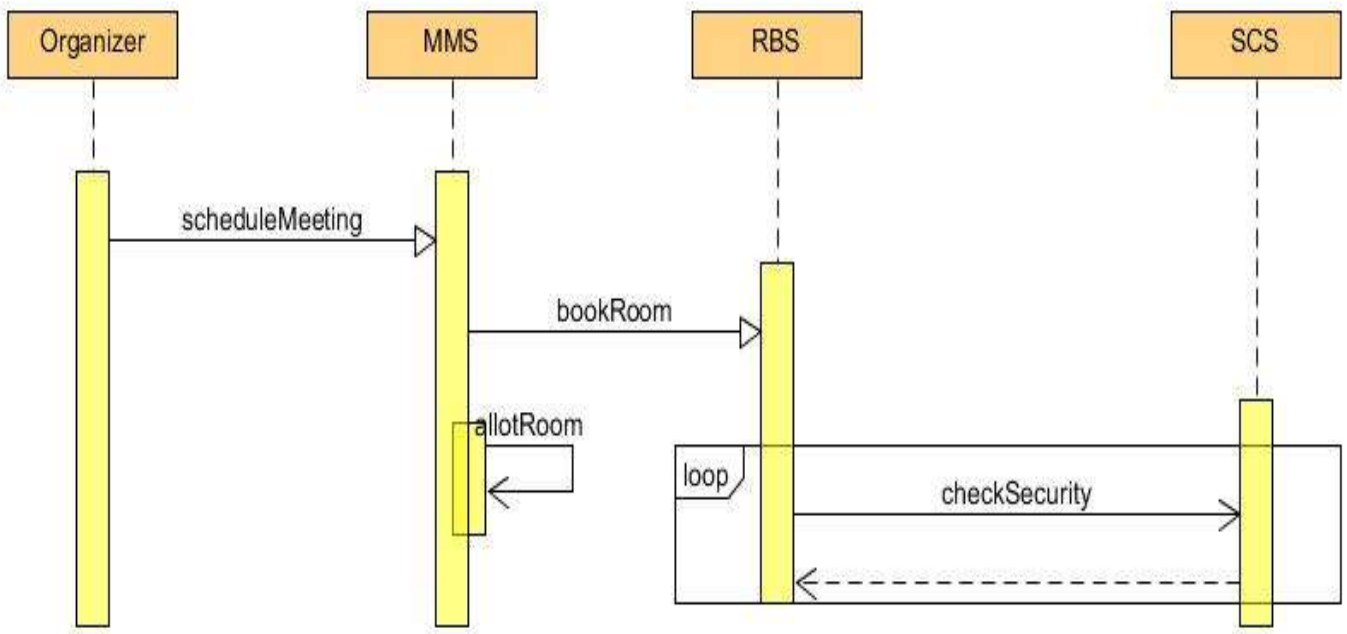 Organizer
MMS
RBS
SCS
scheduleMeeting
bookRoom
allotRoom
loop
checkSecurity